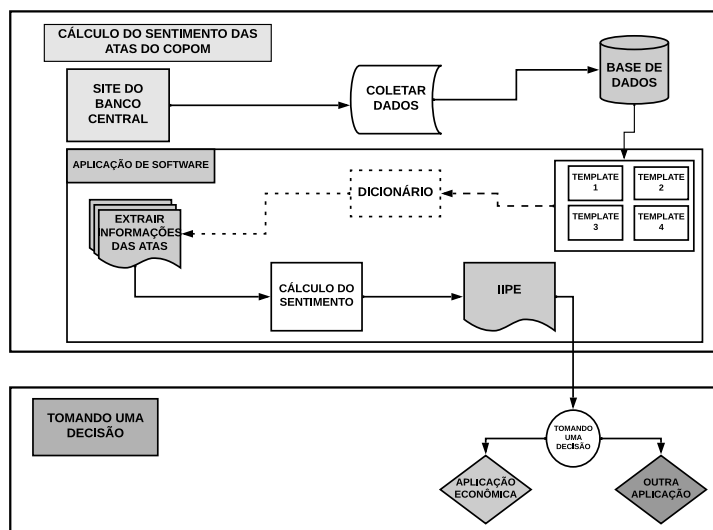 CÁLCULO DO SENTIMENTO DAS
ATAS DO COPOM
SITE DO
BANCO
CENTRAL
COLETAR
DADOS
BASE DE
DADOS
APLICAÇÃO DE SOFTWARE
TEMPLATE
1
TEMPLATE
2
TEMPLATE
3
TEMPLATE
4
DICIONÁRIO
EXTRAIR
INFORMAÇÕES
DAS ATAS
CÁLCULO DO
SENTIMENTO
IIPE
TOMANDO UMA
DECISÃO
TOMANDO
UMA
DECISÃO
APLICAÇÃO
ECONÔMICA
OUTRA
APLICAÇÃO